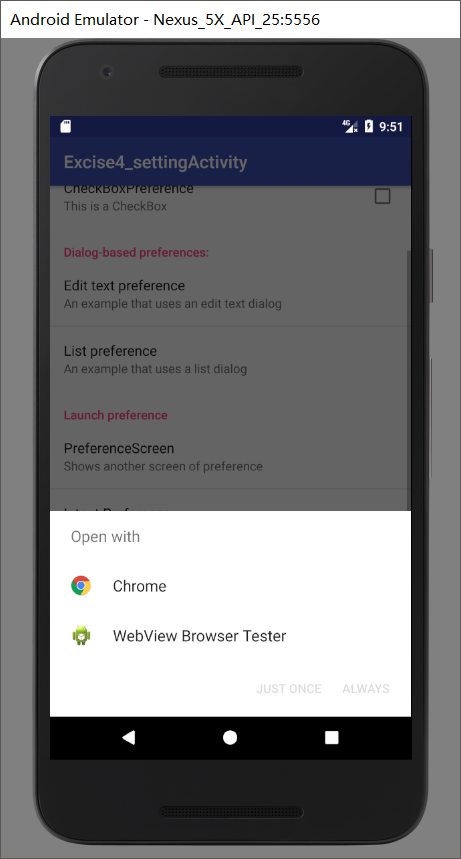 Android Emulator - Nexus_5X_API_25:5556
4G 9:51
Excise4_settingActivity
CheckBoxPreference
This is a CheckBox
Dialog-based preferences:
Edit text preference
An example that uses an edit text dialog
List preference
An example that uses a list dialog
Launch preference
PreferenceScreen
Shows another screen of preference
Open with
Chrome
WebView Browser Tester
JUST ONCE ALWAYS